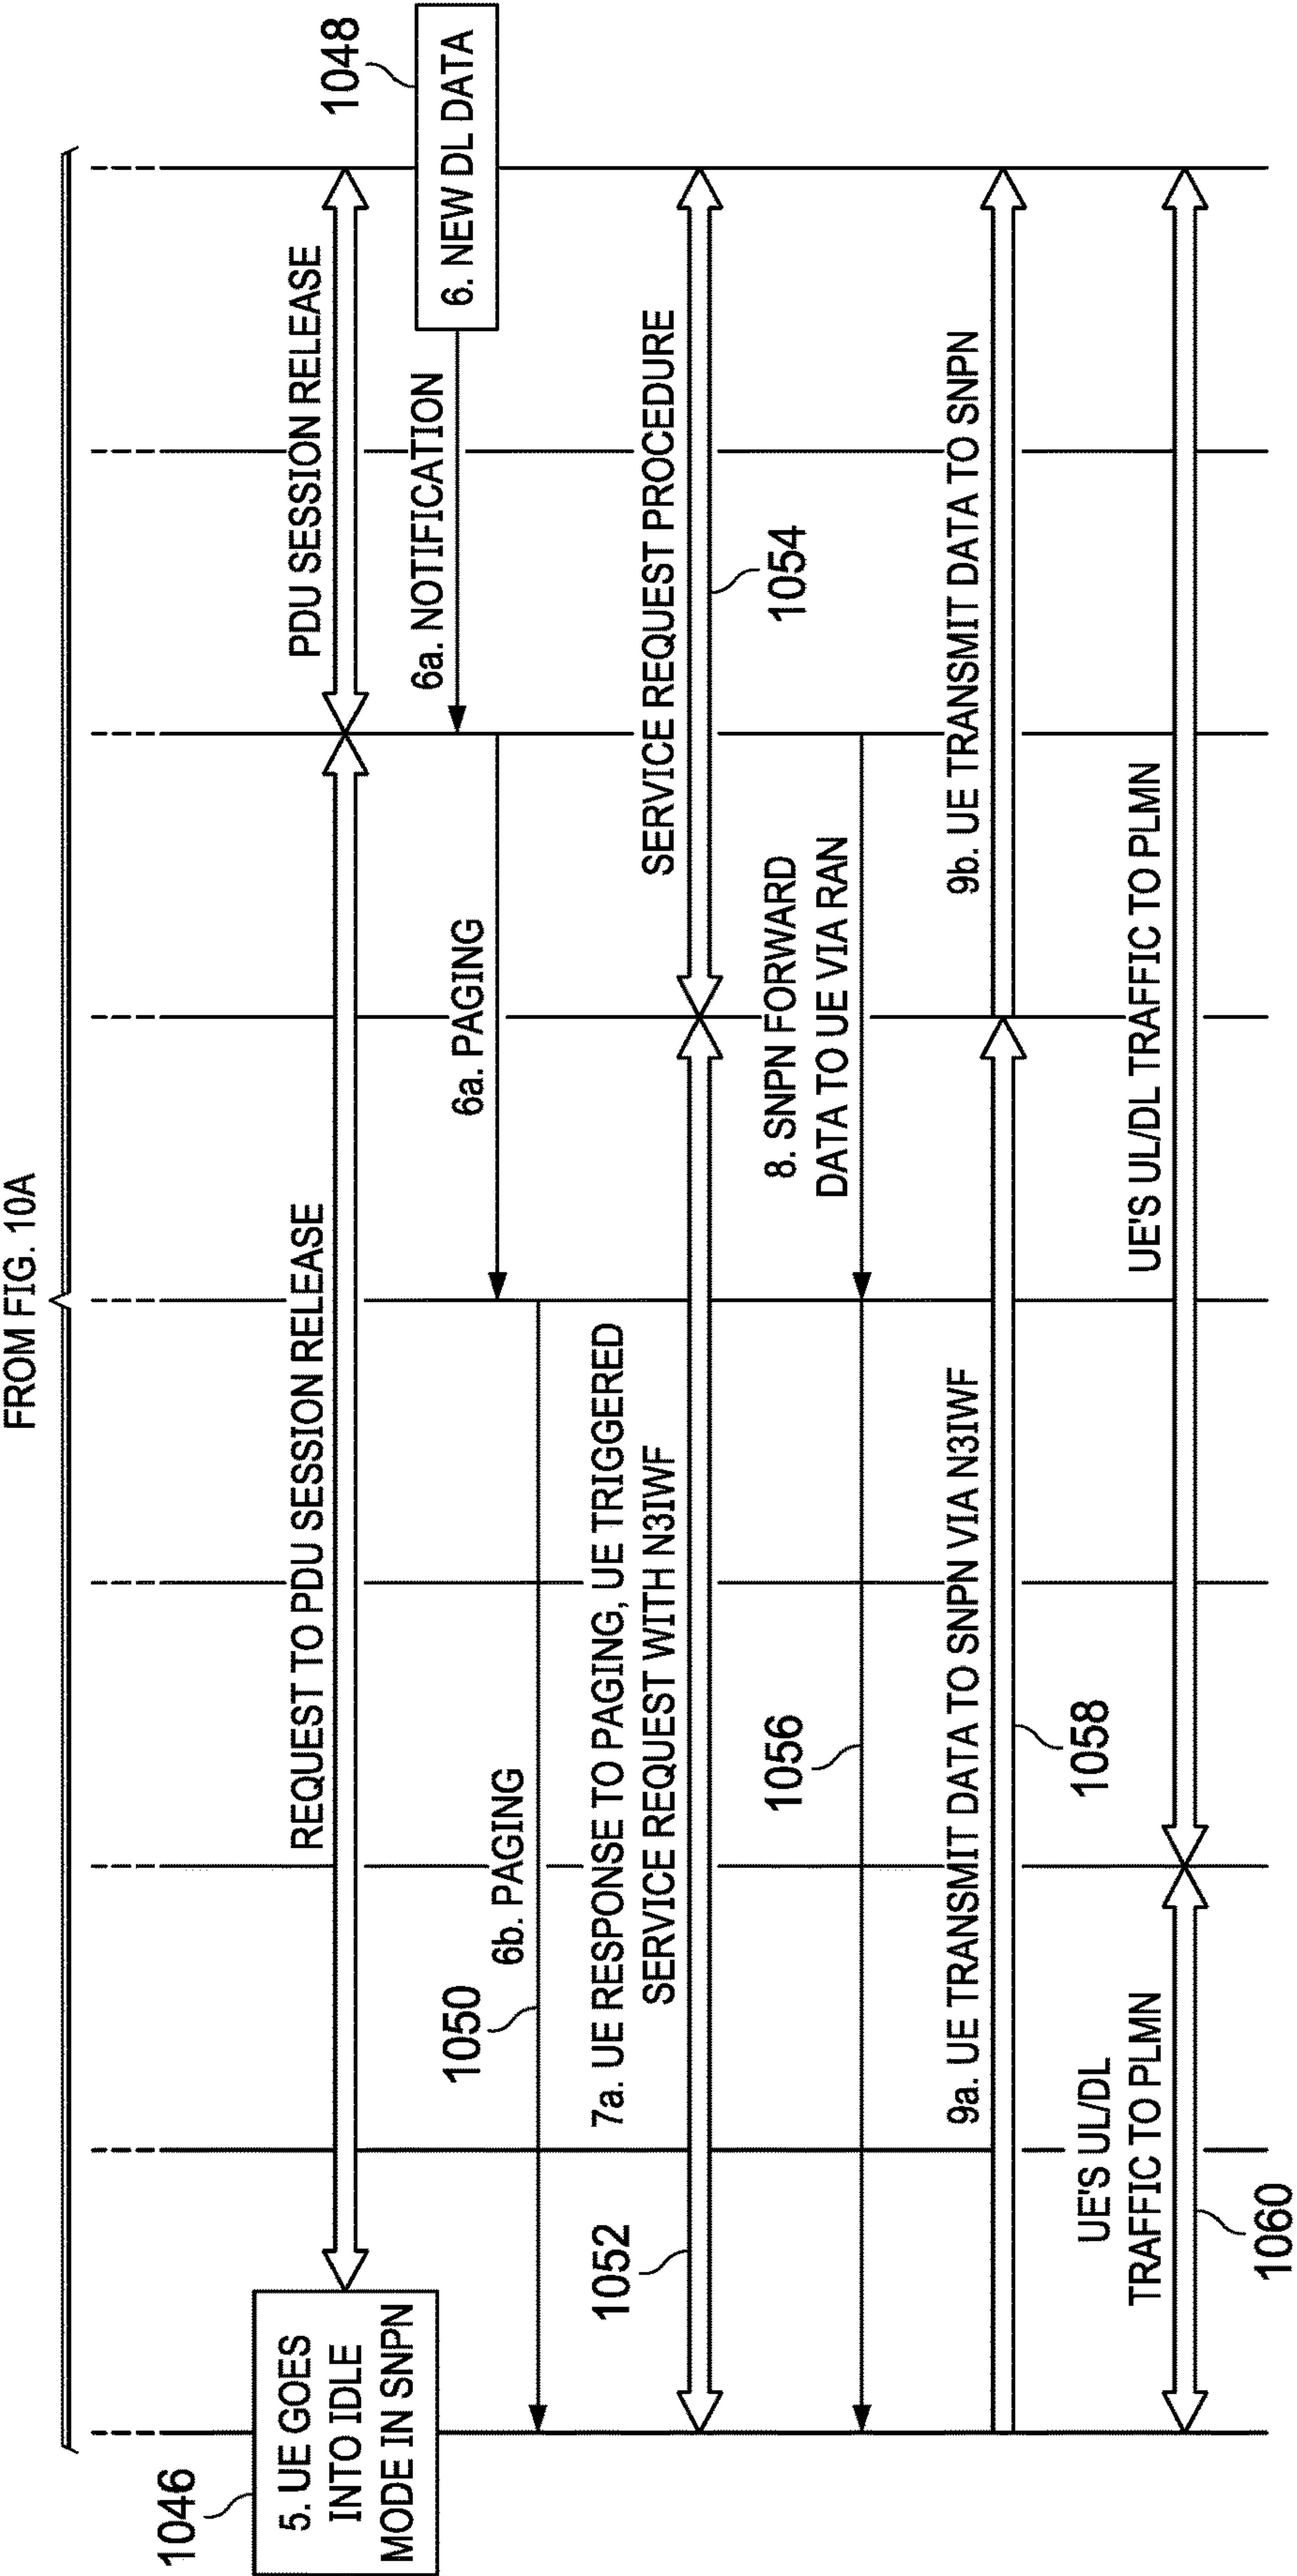 FROM FIG. 10A
1046
5. UE GOES
INTO IDLE
MODE IN SNPN
REQUEST TO PDU SESSION RELEASE
PDU SESSION RELEASE
1048
6. NEW DL DATA
6a. NOTIFICATION
6a. PAGING
1050
6b. PAGING
7a. UE RESPONSE TO PAGING, UE TRIGGERED
SERVICE REQUEST WITH N3IWF
1052
SERVICE REQUEST PROCEDURE
1054
8. SNPN FORWARD
DATA TO UE VIA RAN
1056
9a. UE TRANSMIT DATA TO SNPN VIA N3IWF
1058
9b. UE TRANSMIT DATA TO SNPN
UE'S UL/DL
TRAFFIC TO PLMN
1060
UE'S UL/DL TRAFFIC TO PLMN